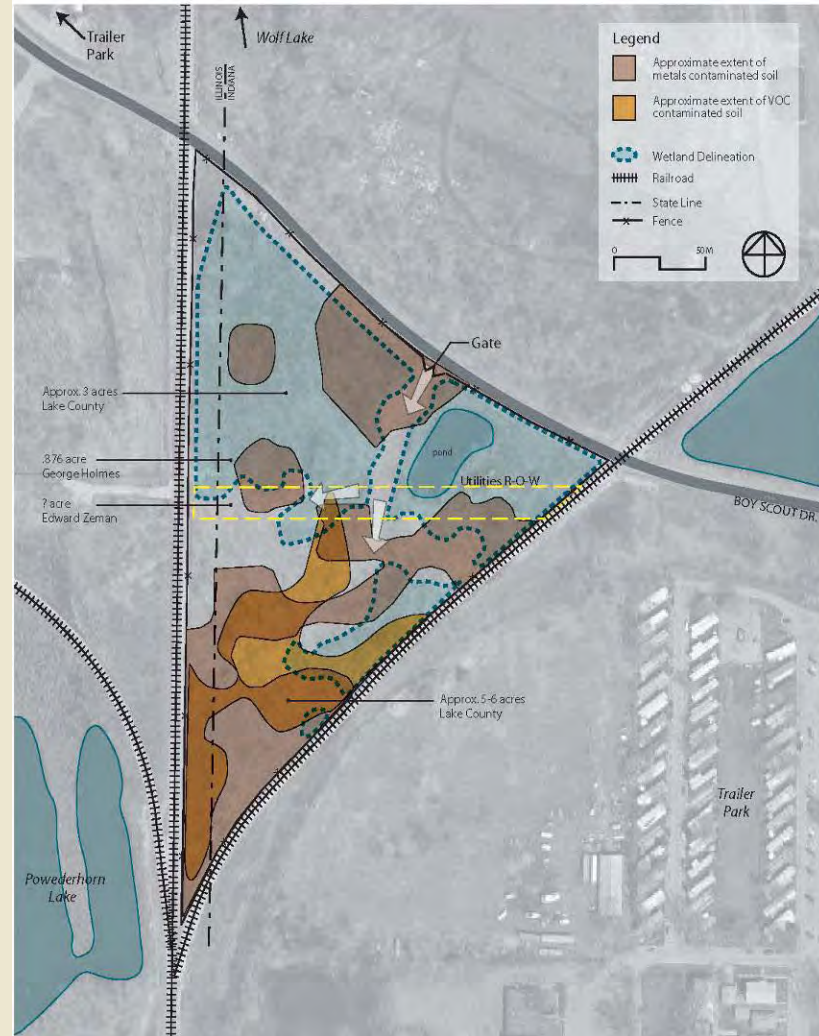 Trailer
Park
Wolf Lake
ILLINOIS
INDIANA
Legend
Approximate extent of
metals contaminated soil
Approximate extent of VOC
contaminated soil
Wetland Delineation
Railroad
State Line
Fence
0
50M
Gate
Approx. 3 acres
Lake County
.876 acre
George Holmes
? acre
Edward Zeman
pond
Utilities R-O-W
BOY SCOUT DR.
Approx. 5-6 acres
Lake County
Trailer
Park
Powederhorn
Lake